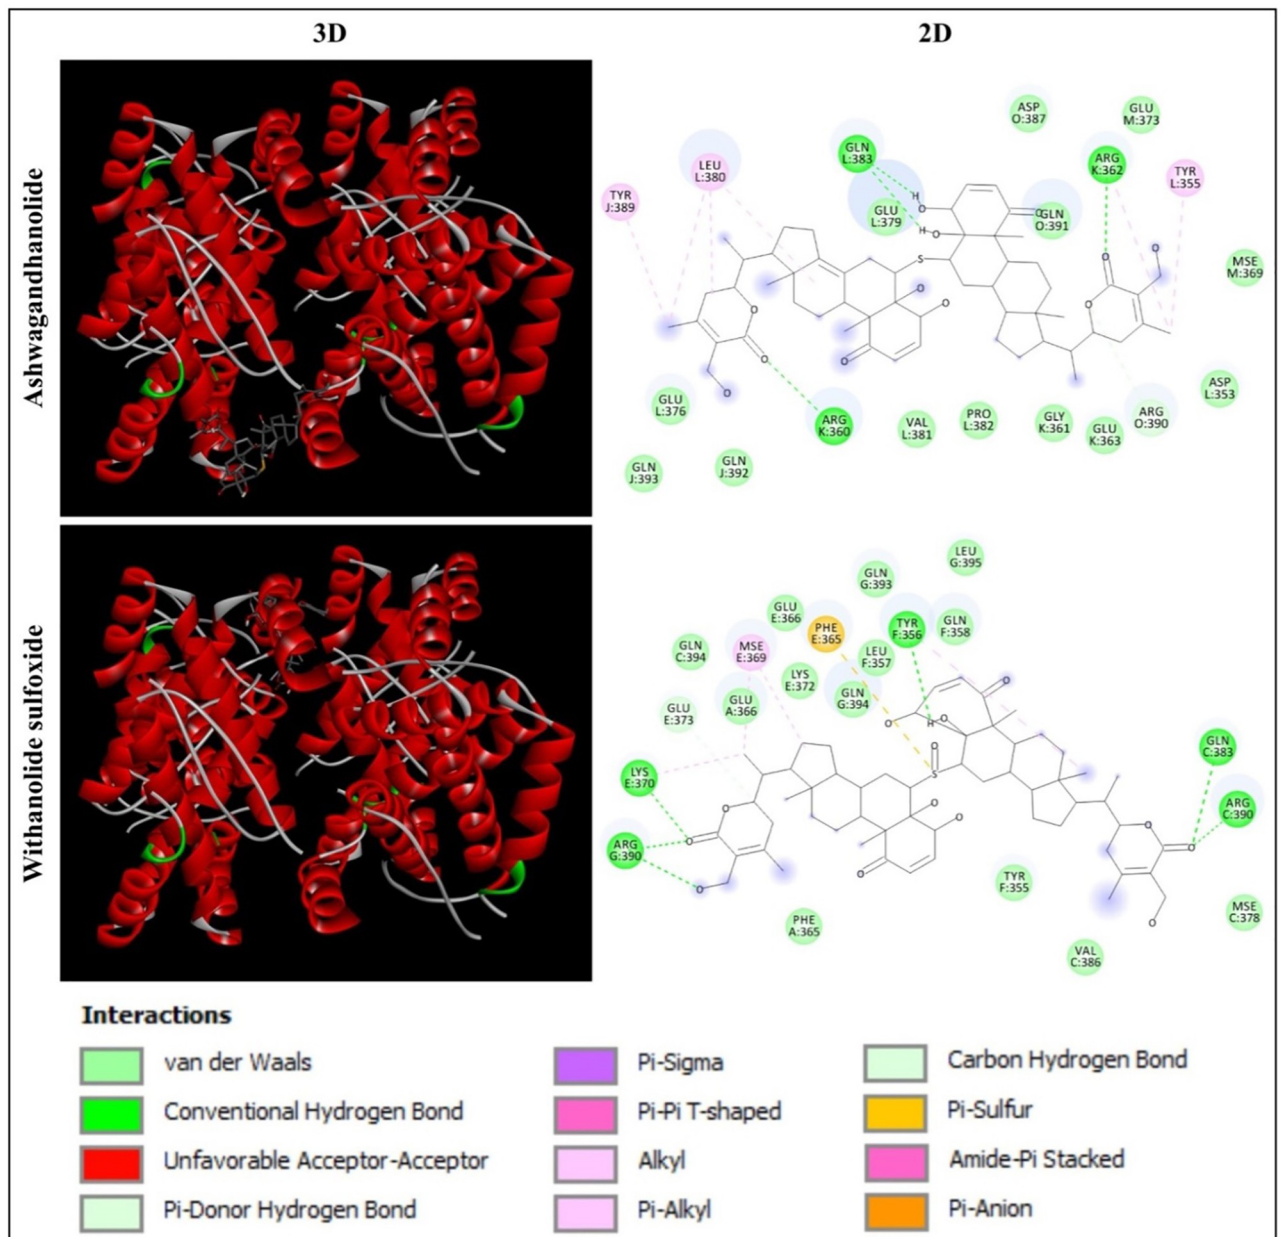 3D
2D
Ashwagandhanolide
ASP
O:387
GLU
M:373
GLN
L:383
ARG
K:362
LEU
L:380
TYR
L:355
TYR
J:389
GLU
L:379
GLN
O:391
MSE
M:369
H
O
O
H
O
S
O
O
O
O
O
O
O
O
O
O
GLU
L:376
ARG
K:360
VAL
L:381
PRO
L:382
GLY
K:361
GLU
K:363
ARG
O:390
ASP
L:353
GLN
J:393
GLN
J:392
Withanolide sulfoxide
LEU
G:395
GLN
G:393
GLU
E:366
PHE
E:365
TYR
F:356
GLN
F:358
GLN
C:394
MSE
E:369
LEU
F:357
LYS
E:372
GLN
G:394
GLU
E:373
GLU
A:366
O
O
H
O
O
S
GLN
C:383
LYS
E:370
ARG
C:390
O
O
O
O
O
O
O
O
O
ARG
G:390
TYR
F:355
PHE
A:365
MSE
C:378
VAL
C:386
Interactions
van der Waals
Conventional Hydrogen Bond
Unfavorable Acceptor-Acceptor
Pi-Donor Hydrogen Bond
Pi-Sigma
Pi-Pi T-shaped
Alkyl
Pi-Alkyl
Carbon Hydrogen Bond
Pi-Sulfur
Amide-Pi Stacked
Pi-Anion